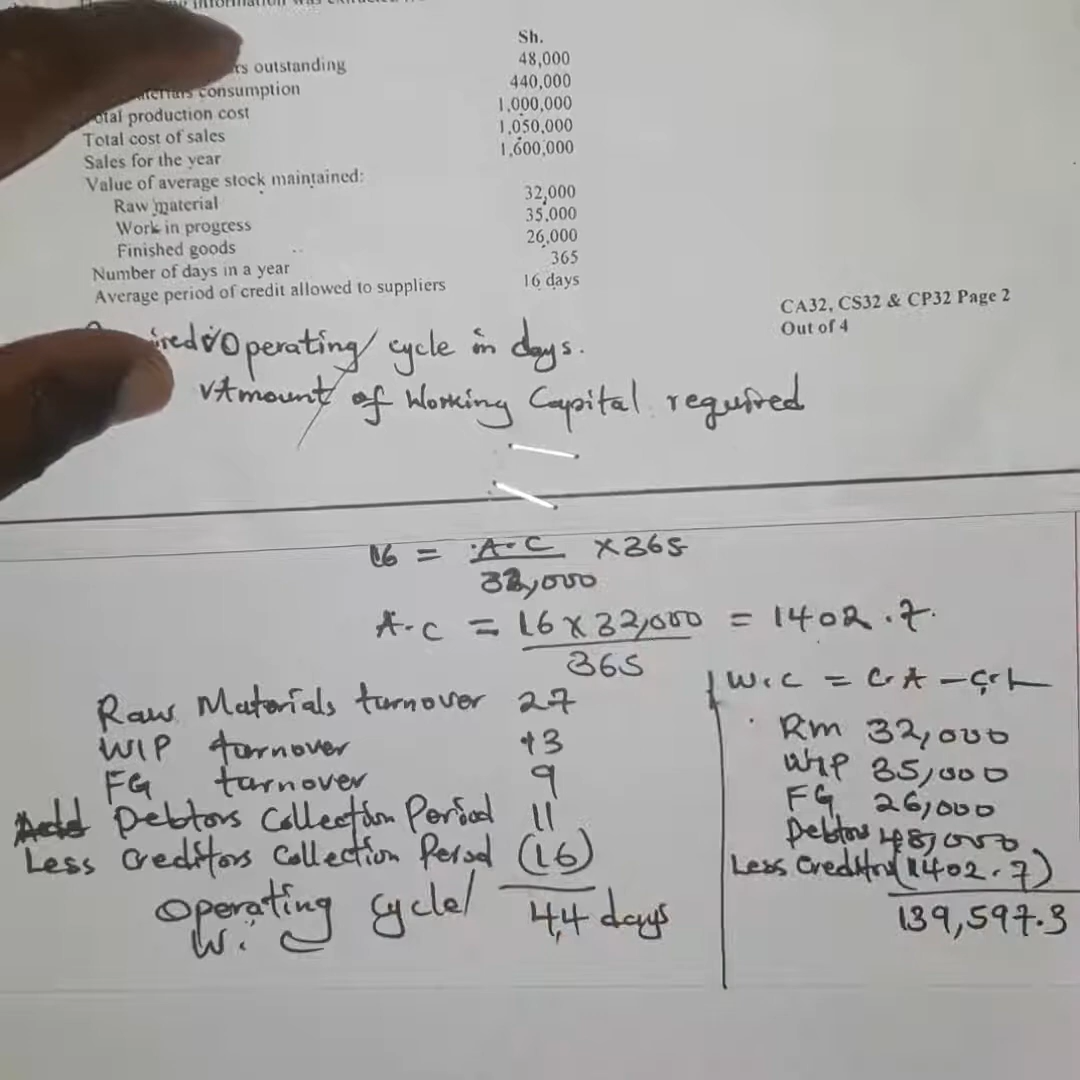 Sh.
outstanding 48,000
consumption 440,000
otal production cost 1,000,000
Total cost of sales 1,050,000
Sales for the year 1,600,000
Value of average stock maintained:
Raw material 32,000
Work in progress 35,000
Finished goods 26,000
Number of days in a year 365
Average period of credit allowed to suppliers 16 days
CA32, CS32 & CP32 Page 2
Out of 4
Operating cycle in days.
Amount of Working Capital required
16 = A.C / 32,000 × 365
A.C = 16 × 32,000 / 365 = 1402.7
Raw Materials turnover 27
WIP turnover 13
FG turnover 9
Add Debtors Collection Period 11
Less Creditors Collection Period (16)
Operating cycle/ 44 days
W.C
W.C = C.A - C.L
RM 32,000
WIP 35,000
FG 26,000
Debtors 48,000
Less Creditors (1402.7)
139,597.3